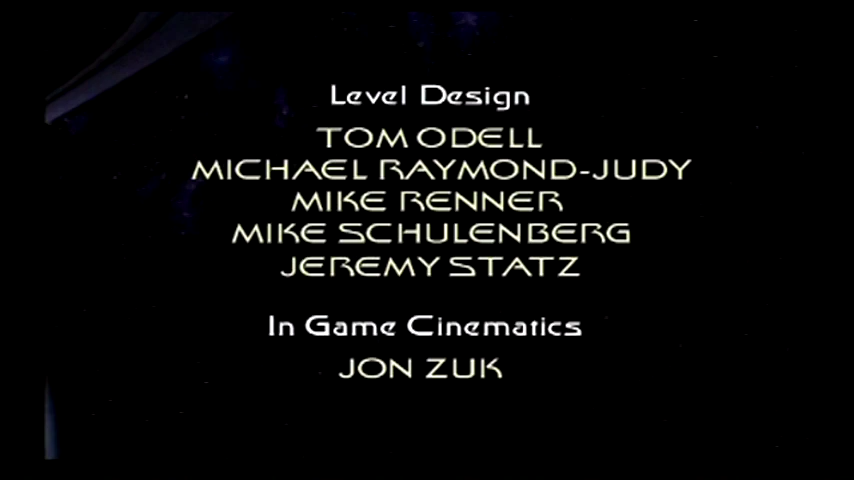 Level Design
TOM ODELL
MICHAEL RAYMOND-JUDY
MIKE RENNER
MIKE SCHULENBERG
JEREMY STATZ
In Game Cinematics
JON ZUK